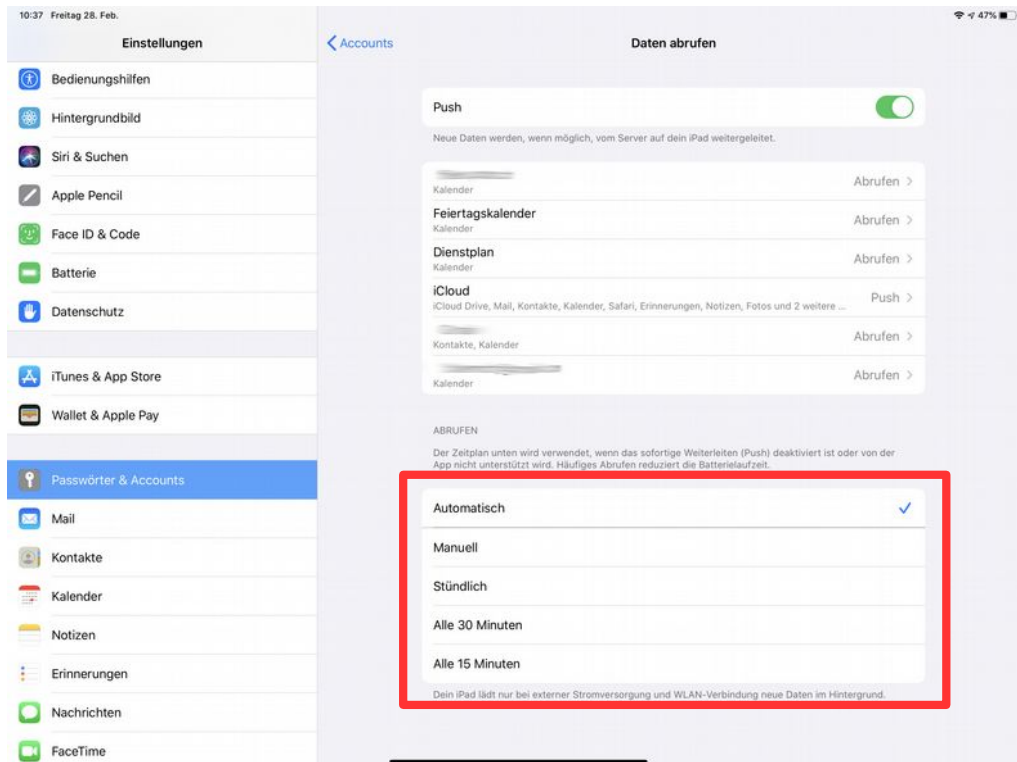 10:37 Freitag 28. Feb.
47%
Einstellungen
Bedienungshilfen
Hintergrundbild
Siri & Suchen
Apple Pencil
Face ID & Code
Batterie
Datenschutz
iTunes & App Store
Wallet & Apple Pay
Passwörter & Accounts
Mail
Kontakte
Kalender
Notizen
Erinnerungen
Nachrichten
FaceTime
Accounts
Daten abrufen
Push
Neue Daten werden, wenn möglich, vom Server auf dein iPad weitergeleitet.
Abrufen
Kalender
Feiertagskalender
Abrufen
Kalender
Dienstplan
Abrufen
Kalender
iCloud
Push
iCloud Drive, Mail, Kontakte, Kalender, Safari, Erinnerungen, Notizen, Fotos und 2 weitere ...
Abrufen
Kontakte, Kalender
Abrufen
Kalender
ABRUFEN
Der Zeitplan unten wird verwendet, wenn das sofortige Weiterleiten (Push) deaktiviert ist oder von der
App nicht unterstützt wird. Häufiges Abrufen reduziert die Batterielaufzeit.
Automatisch
Manuell
Stündlich
Alle 30 Minuten
Alle 15 Minuten
Dein iPad lädt nur bei externer Stromversorgung und WLAN-Verbindung neue Daten im Hintergrund.